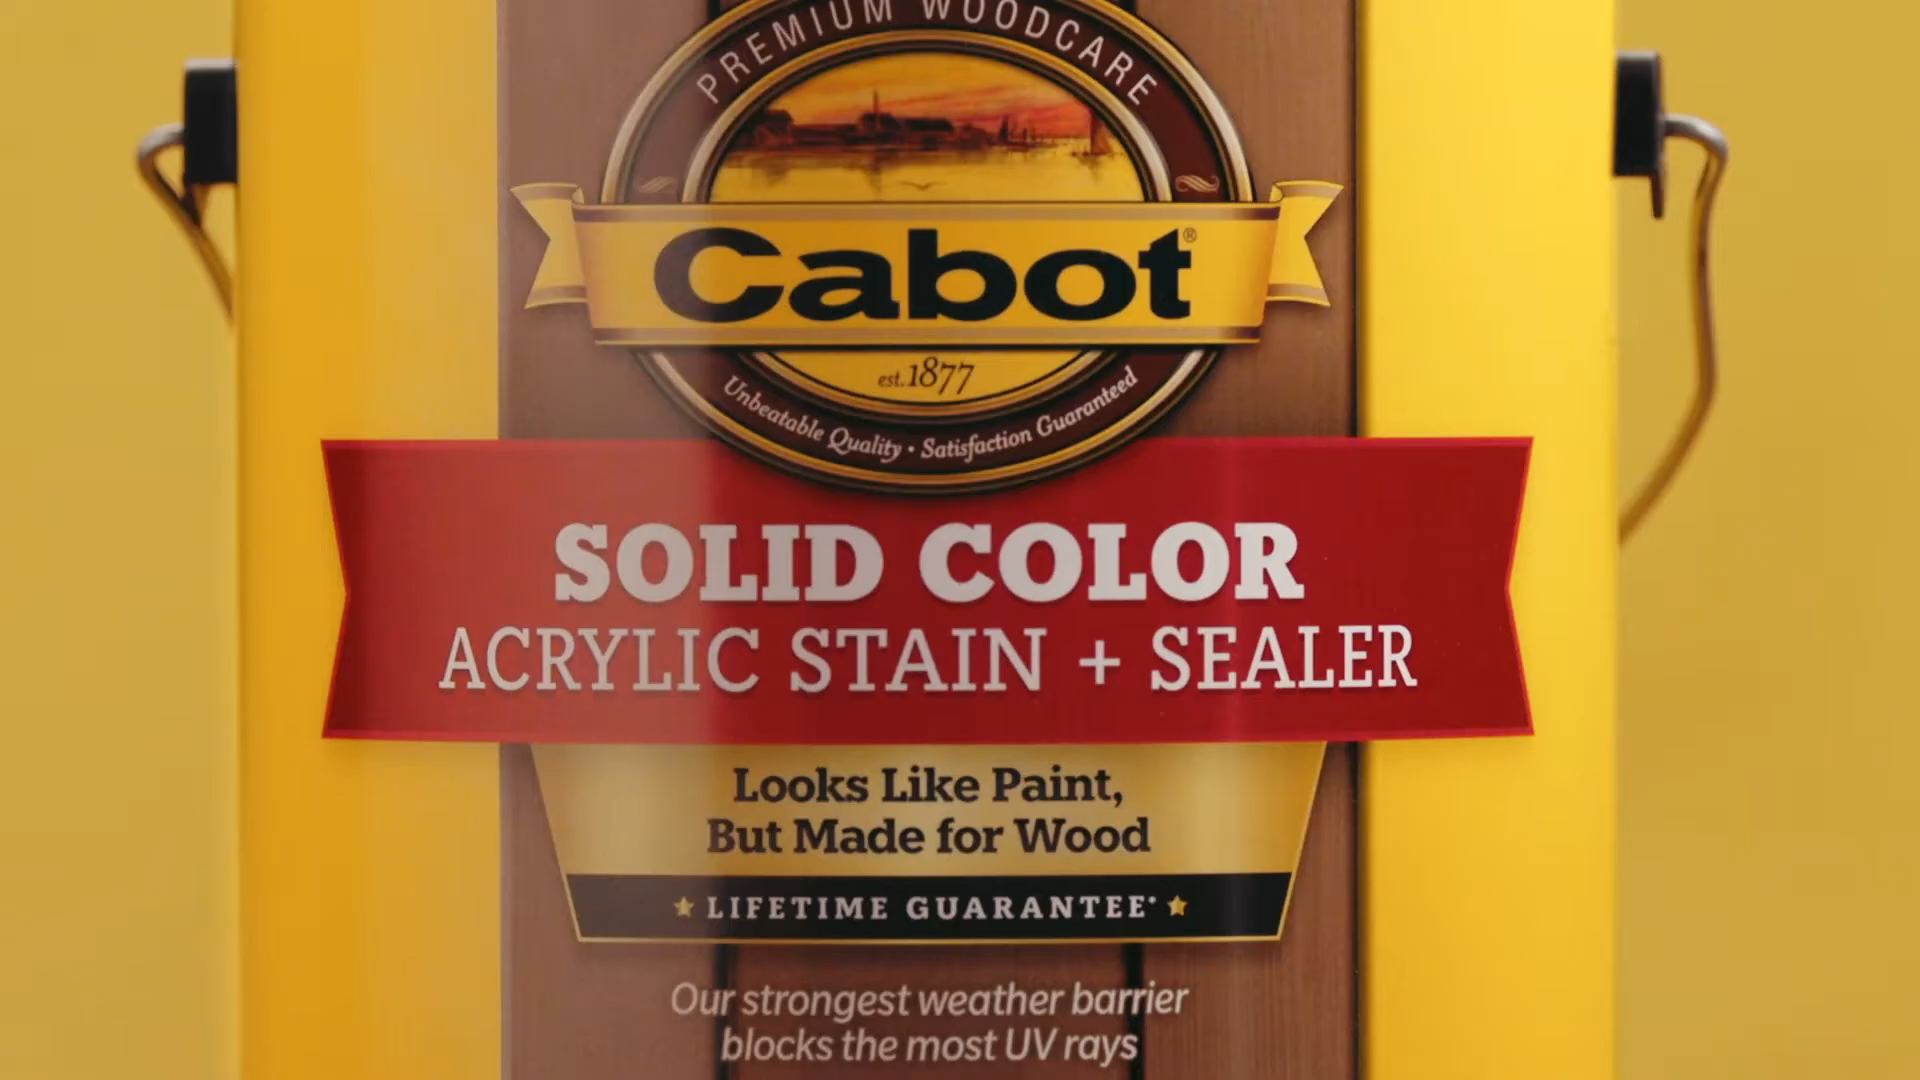 PREMIUM WOODCARE
Cabot®
est. 1877
Unbeatable Quality • Satisfaction Guaranteed
SOLID COLOR
ACRYLIC STAIN + SEALER
Looks Like Paint,
But Made for Wood
★ LIFETIME GUARANTEE* ★
Our strongest weather barrier
blocks the most UV rays